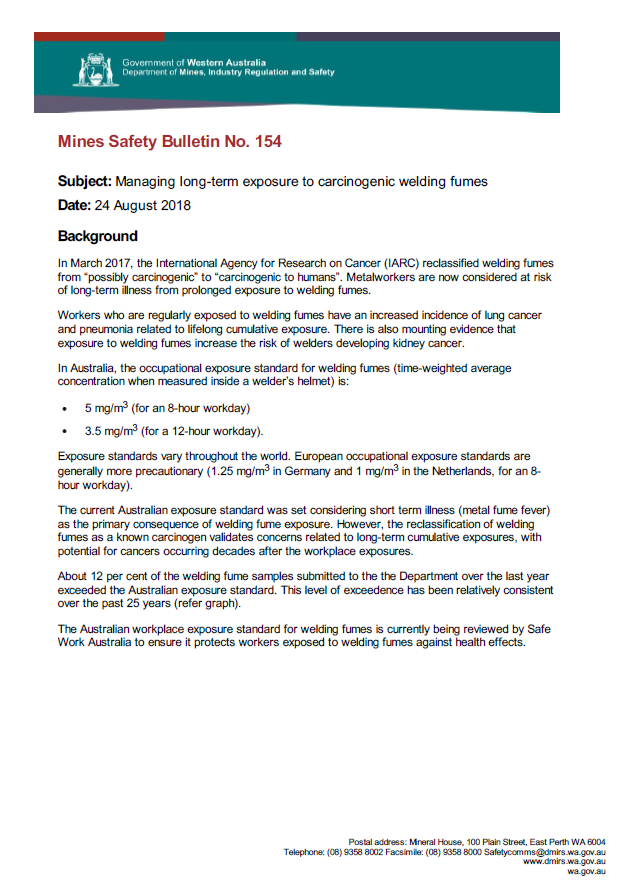 Government of Western Australia
Department of Mines, Industry Regulation and Safety
Mines Safety Bulletin No. 154
Subject: Managing long-term exposure to carcinogenic welding fumes
Date: 24 August 2018
Background
In March 2017, the International Agency for Research on Cancer (IARC) reclassified welding fumes
from “possibly carcinogenic” to “carcinogenic to humans”. Metalworkers are now considered at risk
of long-term illness from prolonged exposure to welding fumes.
Workers who are regularly exposed to welding fumes have an increased incidence of lung cancer
and pneumonia related to lifelong cumulative exposure. There is also mounting evidence that
exposure to welding fumes increase the risk of welders developing kidney cancer.
In Australia, the occupational exposure standard for welding fumes (time-weighted average
concentration when measured inside a welder’s helmet) is:
• 5 mg/m³ (for an 8-hour workday)
• 3.5 mg/m³ (for a 12-hour workday).
Exposure standards vary throughout the world. European occupational exposure standards are
generally more precautionary (1.25 mg/m³ in Germany and 1 mg/m³ in the Netherlands, for an 8-
hour workday).
The current Australian exposure standard was set considering short term illness (metal fume fever)
as the primary consequence of welding fume exposure. However, the reclassification of welding
fumes as a known carcinogen validates concerns related to long-term cumulative exposures, with
potential for cancers occurring decades after the workplace exposures.
About 12 per cent of the welding fume samples submitted to the the Department over the last year
exceeded the Australian exposure standard. This level of exceedence has been relatively consistent
over the past 25 years (refer graph).
The Australian workplace exposure standard for welding fumes is currently being reviewed by Safe
Work Australia to ensure it protects workers exposed to welding fumes against health effects.
Postal address: Mineral House, 100 Plain Street, East Perth WA 6004
Telephone: (08) 9358 8002 Facsimile: (08) 9358 8000 Safetycomms@dmirs.wa.gov.au
www.dmirs.wa.gov.au
wa.gov.au